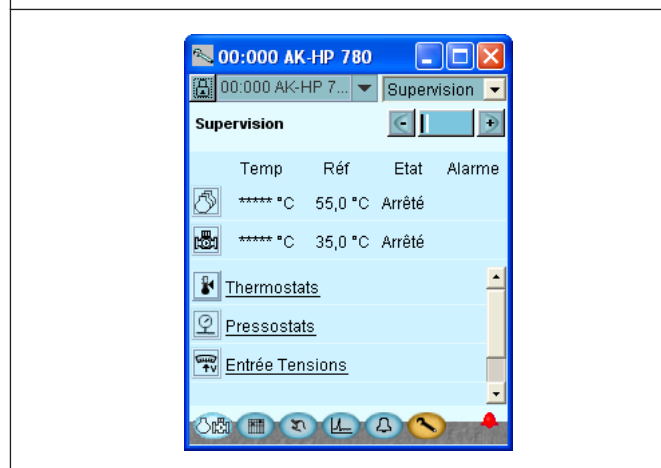 00:000 AK-HP 780
00:000 AK-HP 7... Supervision
Supervision
Temp Réf Etat Alarme
***** °C 55,0 °C Arrêté
***** °C 35,0 °C Arrêté
Thermostats
Pressostats
Entrée Tensions